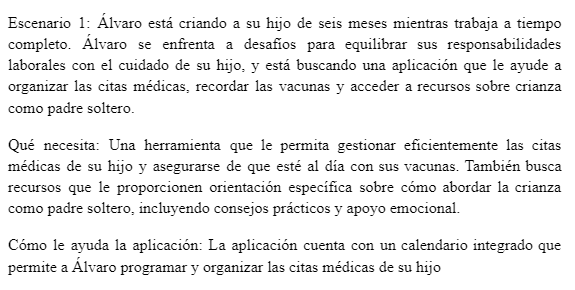 Escenario 1: Álvaro está criando a su hijo de seis meses mientras trabaja a tiempo
completo. Álvaro se enfrenta a desafíos para equilibrar sus responsabilidades
laborales con el cuidado de su hijo, y está buscando una aplicación que le ayude a
organizar las citas médicas, recordar las vacunas y acceder a recursos sobre crianza
como padre soltero.
Qué necesita: Una herramienta que le permita gestionar eficientemente las citas
médicas de su hijo y asegurarse de que esté al día con sus vacunas. También busca
recursos que le proporcionen orientación específica sobre cómo abordar la crianza
como padre soltero, incluyendo consejos prácticos y apoyo emocional.
Cómo le ayuda la aplicación: La aplicación cuenta con un calendario integrado que
permite a Álvaro programar y organizar las citas médicas de su hijo